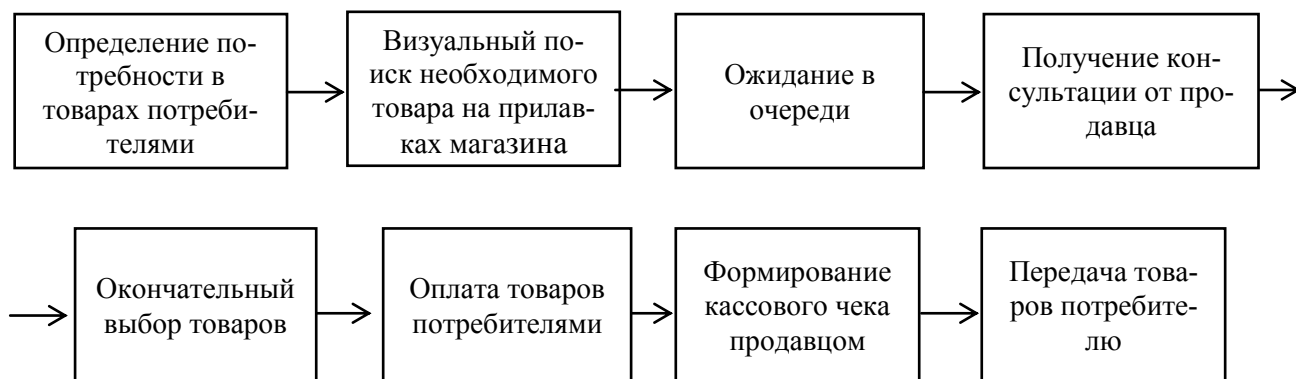 Определение по-
требности в
товарах потреби-
телями
Визуальный по-
иск необходимого
товара на прилав-
ках магазина
Ожидание в
очереди
Получение кон-
сультации от про-
давца
Окончательный
выбор товаров
Оплата товаров
потребителями
Формирование
кассового чека
продавцом
Передача това-
ров потребите-
лю